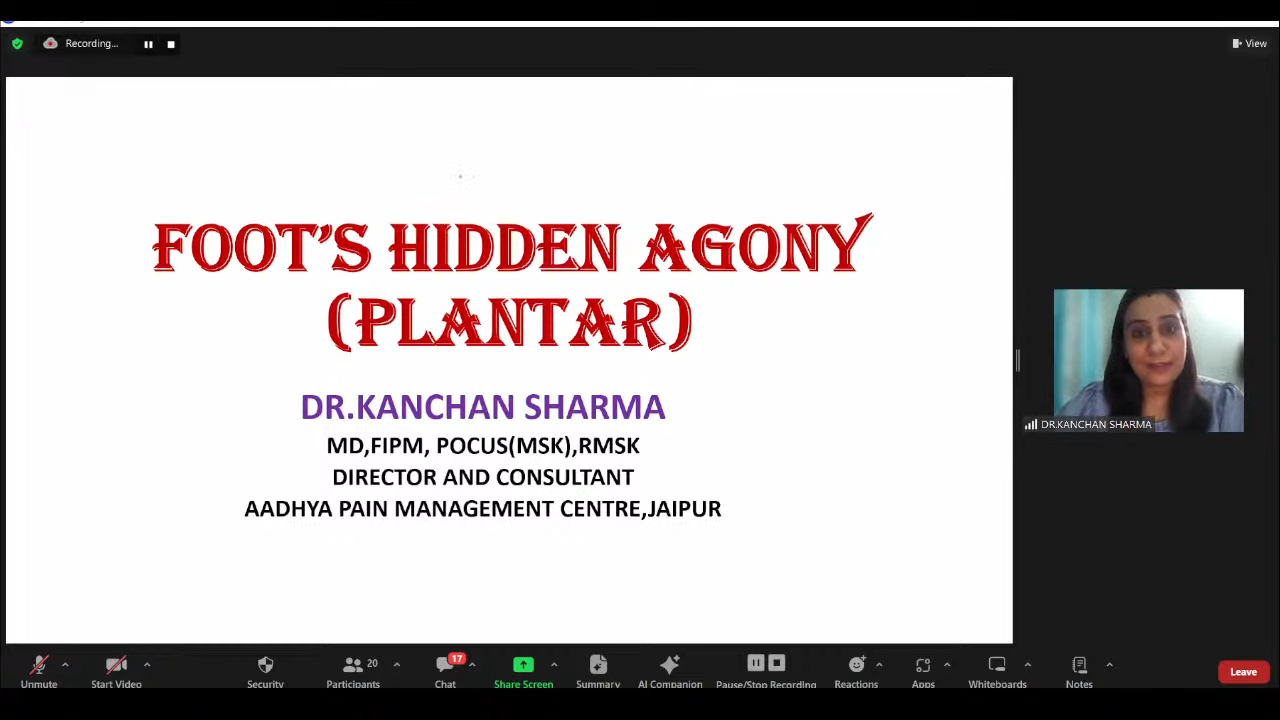 Recording...
View
FOOT'S HIDDEN AGONY
(PLANTAR)
DR.KANCHAN SHARMA
MD,FIPM, POCUS(MSK),RMSK
DIRECTOR AND CONSULTANT
AADHYA PAIN MANAGEMENT CENTRE,JAIPUR
DR.KANCHAN SHARMA
20
17
Unmute Start Video Security Participants Chat Share Screen Summary AI Companion Pause/Stop Recording Reactions Apps Whiteboards Notes Leave